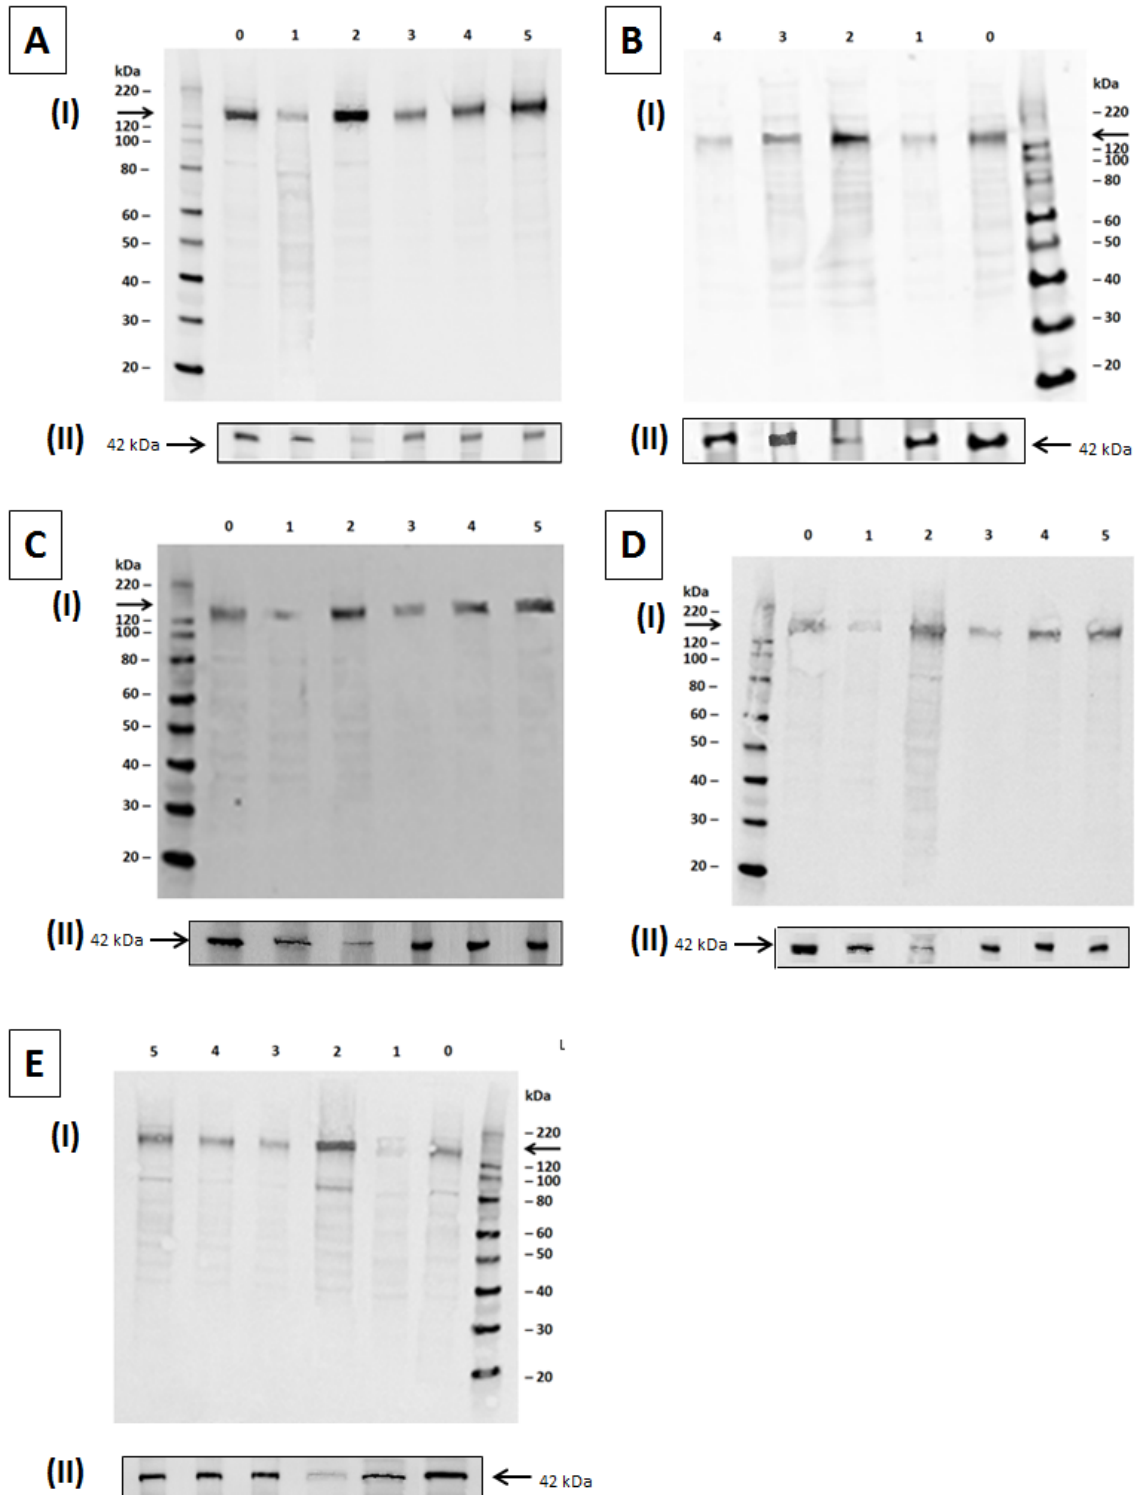 A
0 1 2 3 4 5
kDa
(I)
220 –
120 –
100 –
80 –
60 –
50 –
40 –
30 –
20 –
(II) 42 kDa
B
4 3 2 1 0
kDa
(I)
– 220
– 120
– 100
– 80
– 60
– 50
– 40
– 30
– 20
(II) 42 kDa
C
0 1 2 3 4 5
kDa
(I)
220 –
120 –
100 –
80 –
60 –
50 –
40 –
30 –
20 –
(II) 42 kDa
D
0 1 2 3 4 5
kDa
(I)
220 –
120 –
100 –
80 –
60 –
50 –
40 –
30 –
20 –
(II) 42 kDa
E
5 4 3 2 1 0 L
kDa
(I)
– 220
– 120
– 100
– 80
– 60
– 50
– 40
– 30
– 20
(II) 42 kDa